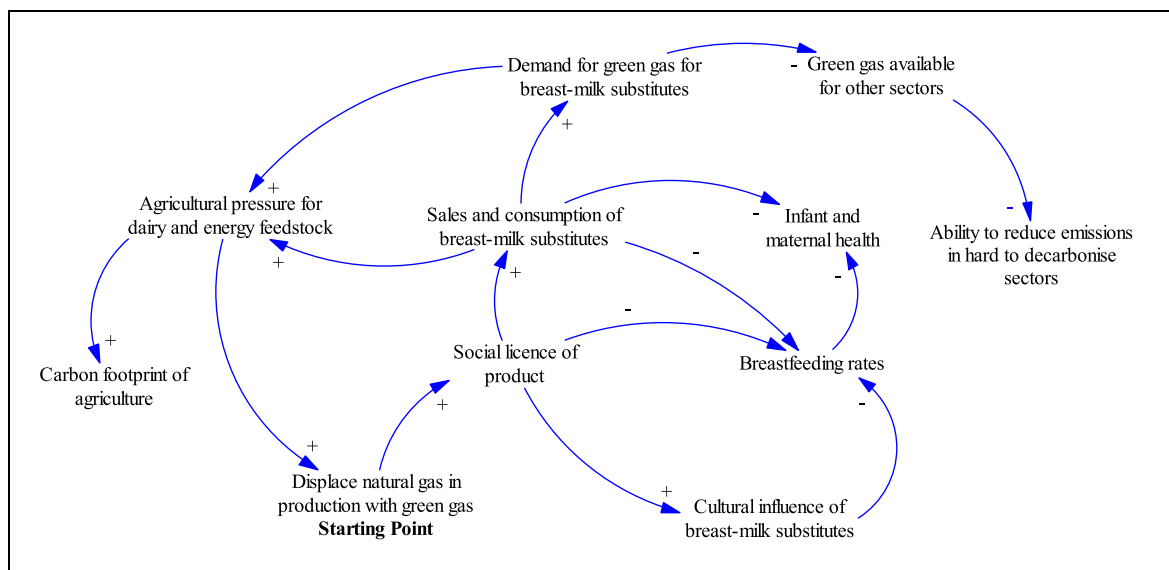 Demand for green gas for
breast-milk substitutes
-
Green gas available
for other sectors
+
+
Agricultural pressure for
dairy and energy feedstock
Sales and consumption of
breast-milk substitutes
-
Infant and
maternal health
-
Ability to reduce emissions
in hard to decarbonise
sectors
+
-
+
-
-
+
Social licence of
product
Breastfeeding rates
Carbon footprint of
agriculture
+
-
+
Displace natural gas in
production with green gas
Starting Point
+
Cultural influence of
breast-milk substitutes